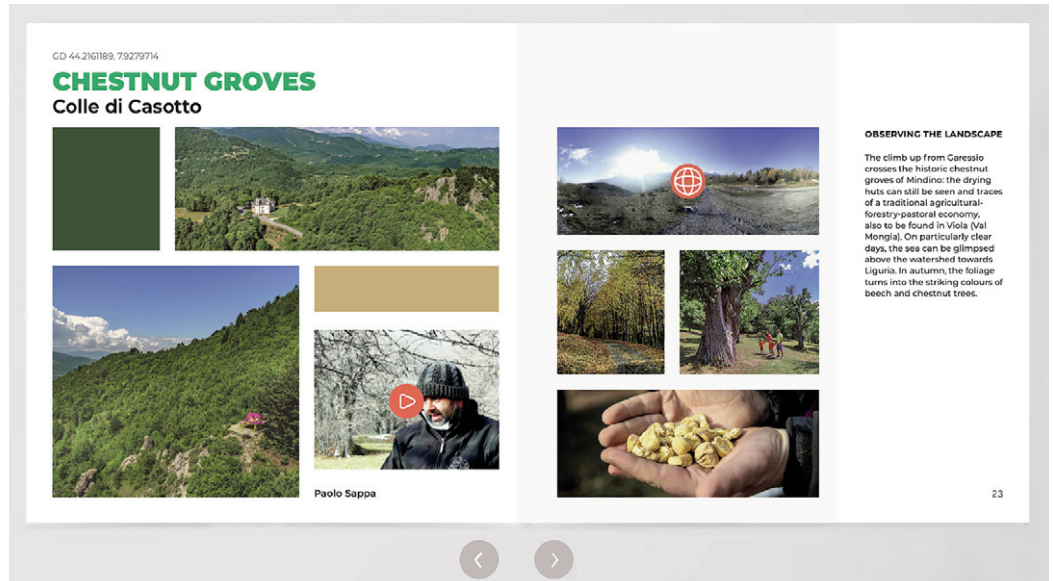 GD 44.2161189, 7.9279714
CHESTNUT GROVES
Colle di Casotto
Paolo Sappa
OBSERVING THE LANDSCAPE
The climb up from Garessio
crosses the historic chestnut
groves of Mindino: the drying
huts can still be seen and traces
of a traditional agricultural-
forestry-pastoral economy,
also to be found in Viola (Val
Mongia). On particularly clear
days, the sea can be glimpsed
above the watershed towards
Liguria. In autumn, the foliage
turns into the striking colours of
beech and chestnut trees.
23